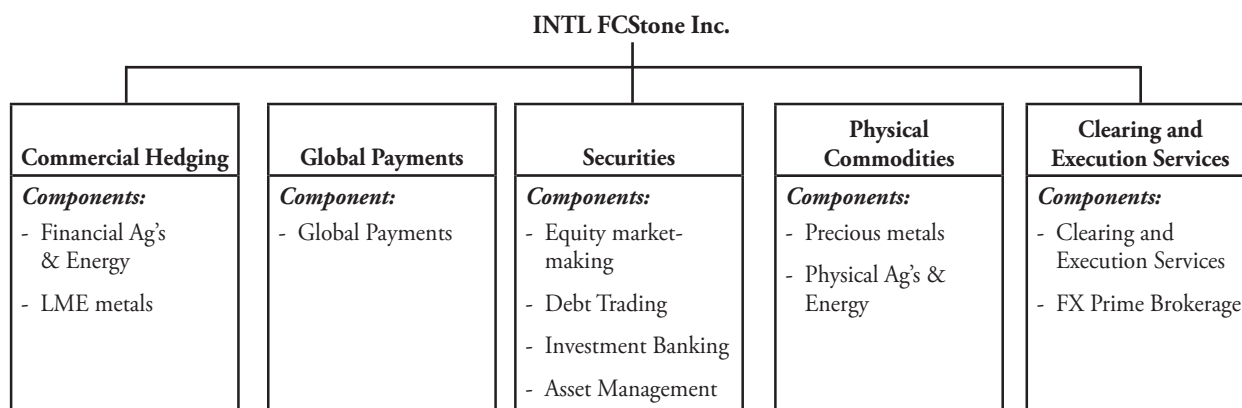 INTL FCStone Inc.
Commercial Hedging
Components:
- Financial Ag's
& Energy
- LME metals
Global Payments
Component:
- Global Payments
Securities
Components:
- Equity market-
making
- Debt Trading
- Investment Banking
- Asset Management
Physical
Commodities
Components:
- Precious metals
- Physical Ag's &
Energy
Clearing and
Execution Services
Components:
- Clearing and
Execution Services
- FX Prime Brokerage